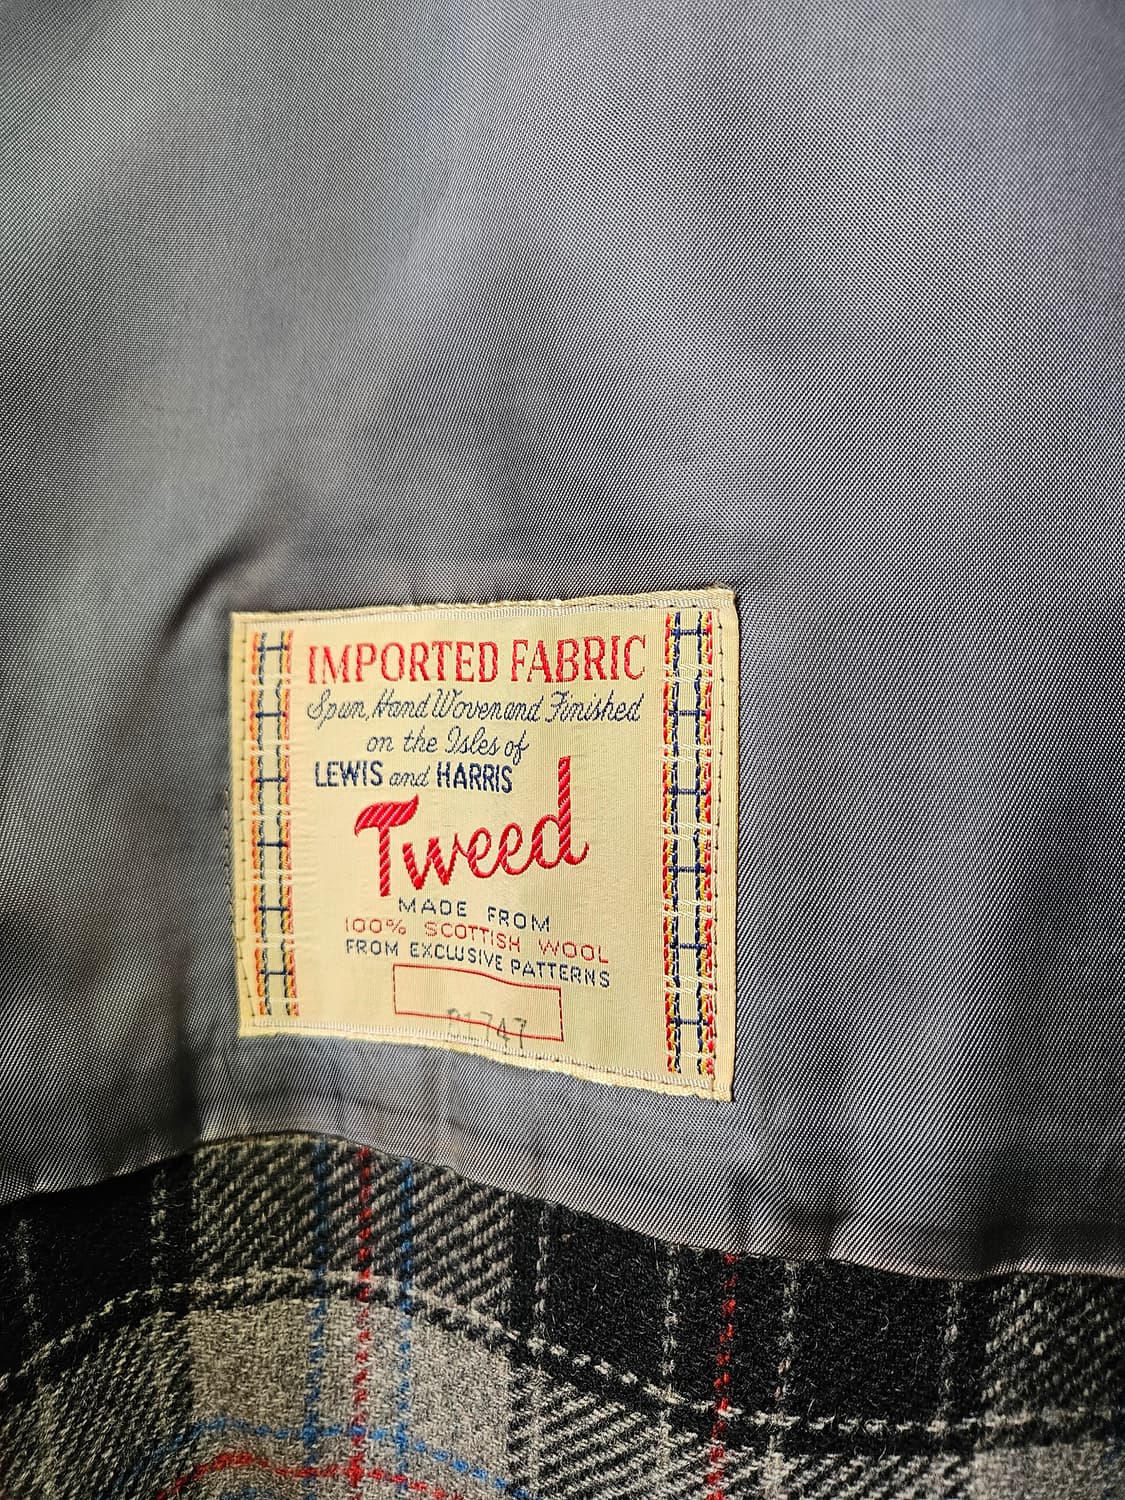 IMPORTED FABRIC
Spun, Hand Woven and Finished
on the Isles of
LEWIS and HARRIS
Tweed
MADE FROM
100% SCOTTISH WOOL
FROM EXCLUSIVE PATTERNS